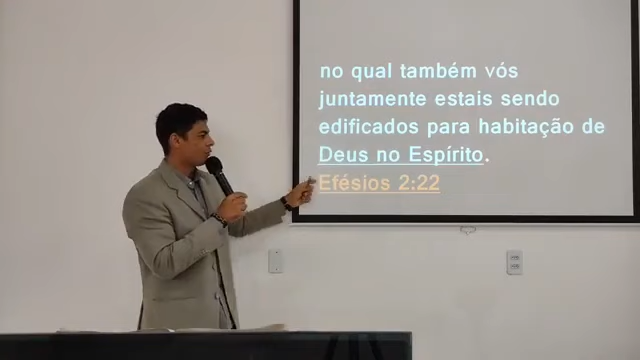 no qual também vós
juntamente estais sendo
edificados para habitação de
Deus no Espírito.
Efésios 2:22